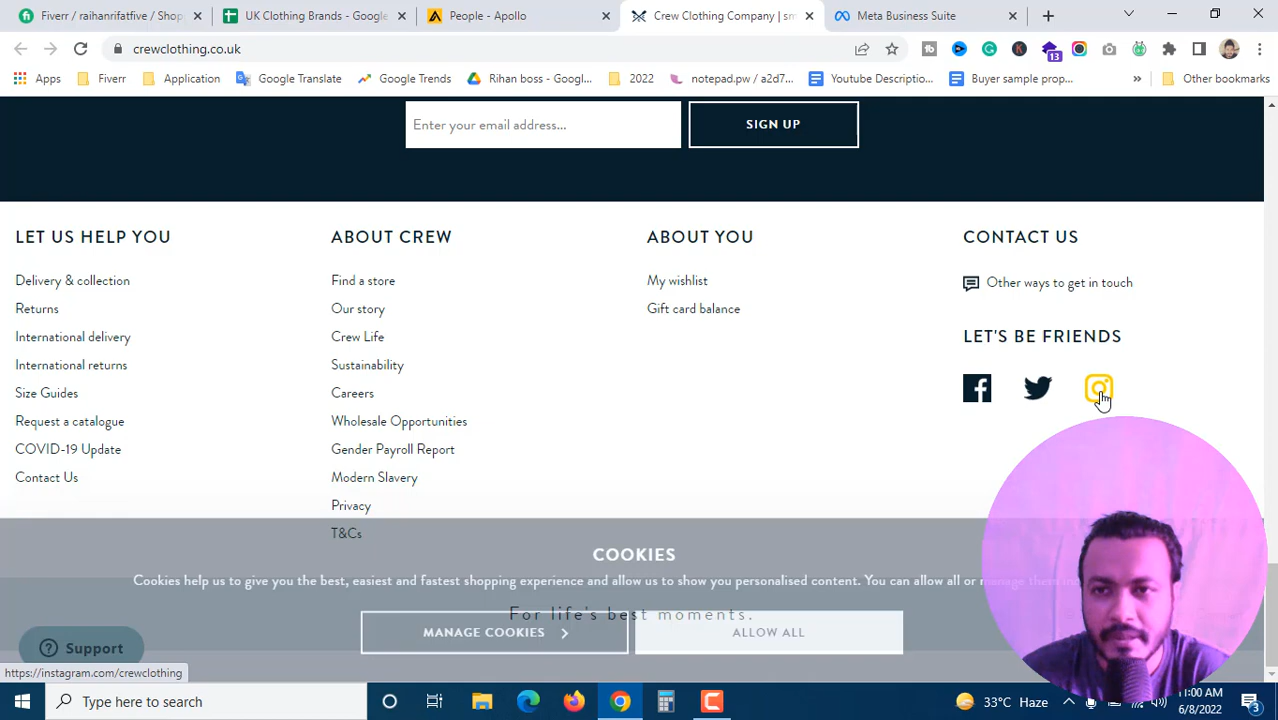 Fiverr / raihanrifatfive / Shop
UK Clothing Brands - Google
People - Apollo
Crew Clothing Company | sm
Meta Business Suite
crewclothing.co.uk
13
Apps
Fiverr
Application
Google Translate
Google Trends
Rihan boss - Googl...
2022
notepad.pw / a2d7...
Youtube Descriptio...
Buyer sample prop...
»
Other bookmarks
Enter your email address...
SIGN UP
LET US HELP YOU
Delivery & collection
Returns
International delivery
International returns
Size Guides
Request a catalogue
COVID-19 Update
Contact Us
ABOUT CREW
Find a store
Our story
Crew Life
Sustainability
Careers
Wholesale Opportunities
Gender Payroll Report
Modern Slavery
Privacy
T&Cs
ABOUT YOU
My wishlist
Gift card balance
CONTACT US
Other ways to get in touch
LET'S BE FRIENDS
COOKIES
Cookies help us to give you the best, easiest and fastest shopping experience and allow us to show you personalised content. You can allow all or manage them
For life's best moments.
MANAGE COOKIES
ALLOW ALL
Support
https://instagram.com/crewclothing
Type here to search
33°C Haze
11:00 AM
6/8/2022
3